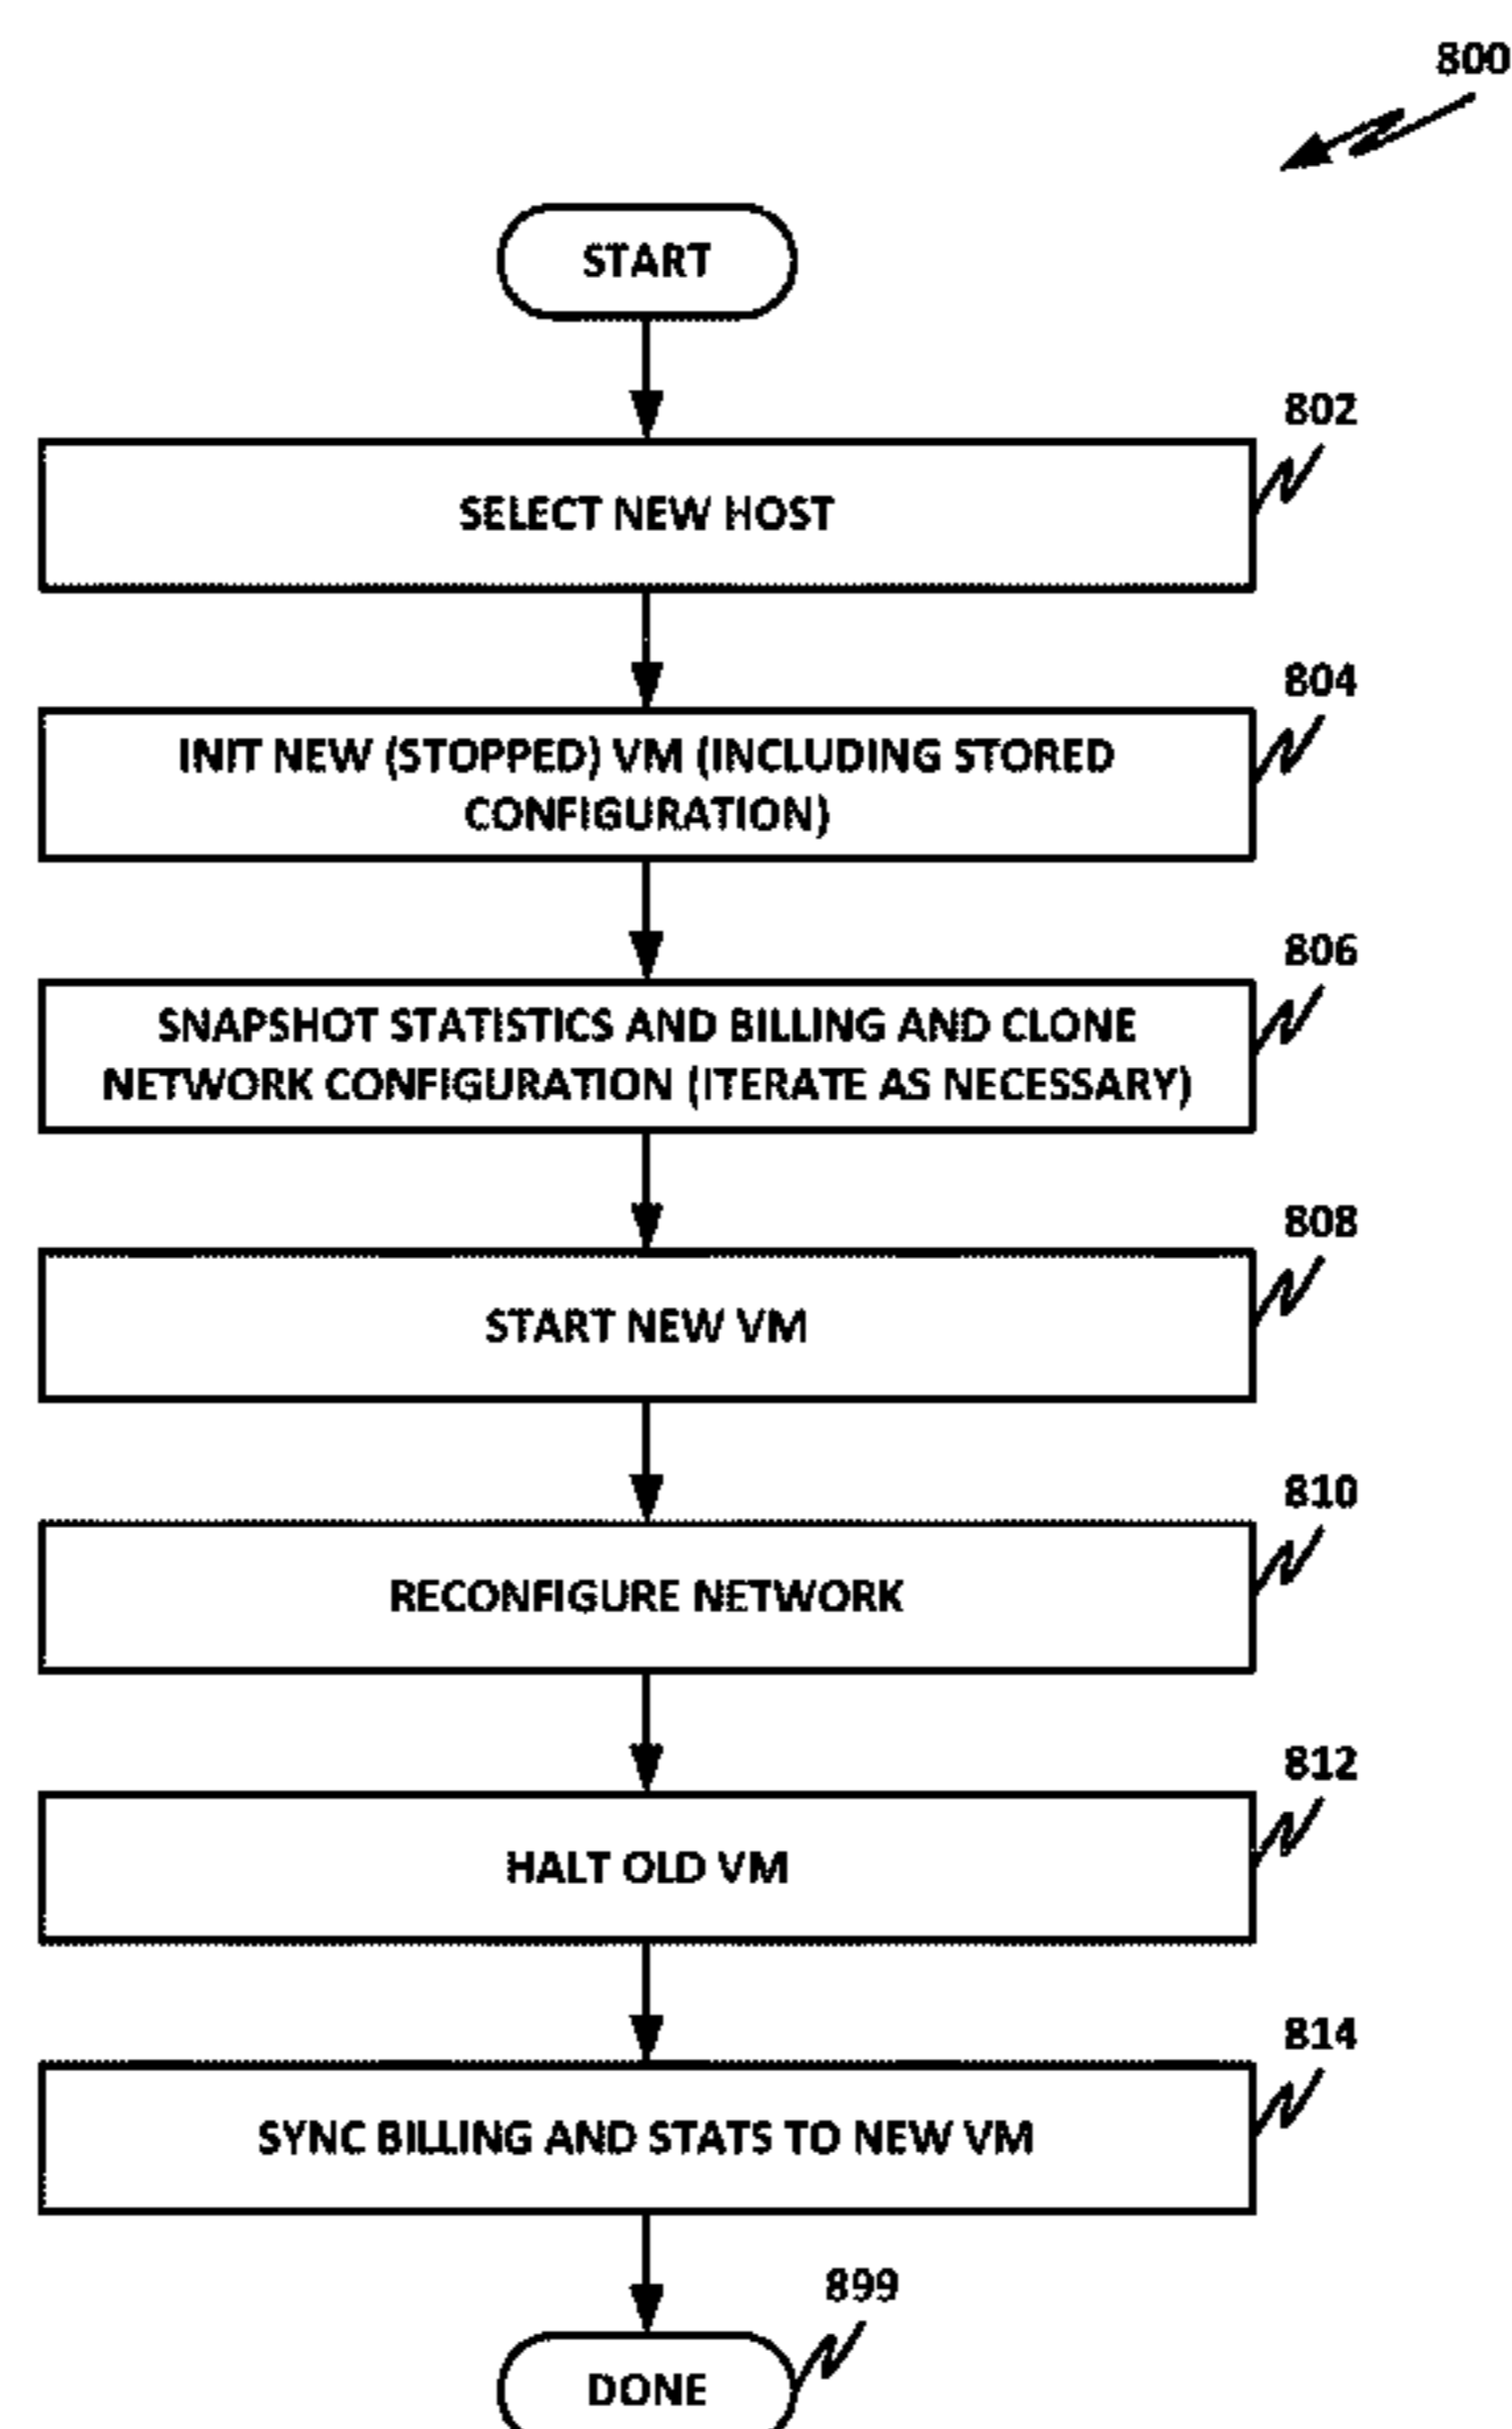 800
START
802
SELECT NEW HOST
804
INIT NEW (STOPPED) VM (INCLUDING STORED
CONFIGURATION)
806
SNAPSHOT STATISTICS AND BILLING AND CLONE
NETWORK CONFIGURATION (ITERATE AS NECESSARY)
808
START NEW VM
810
RECONFIGURE NETWORK
812
HALT OLD VM
814
SYNC BILLING AND STATS TO NEW VM
899
DONE